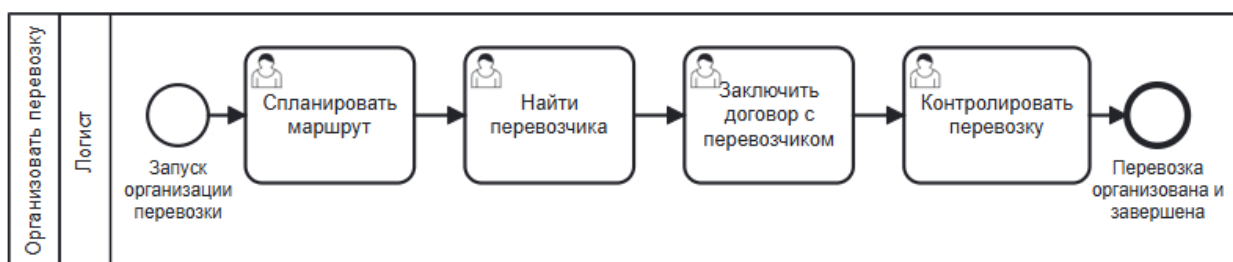 Организовать перевозку
Логист
Запуск
организации
перевозки
Спланировать
маршрут
Найти
перевозчика
Заключить
договор с
перевозчиком
Контролировать
перевозку
Перевозка
организована и
завершена